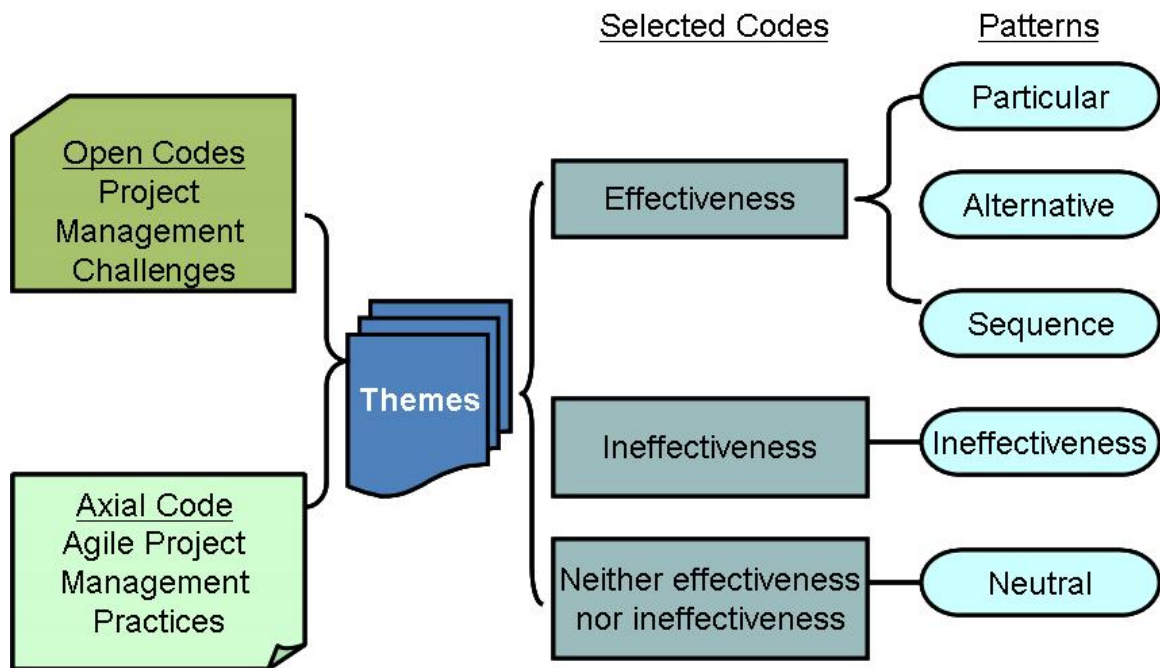 Selected Codes
Patterns
Open Codes
Project
Management
Challenges
Axial Code
Agile Project
Management
Practices
Themes
Effectiveness
Ineffectiveness
Neither effectiveness
nor ineffectiveness
Particular
Alternative
Sequence
Ineffectiveness
Neutral